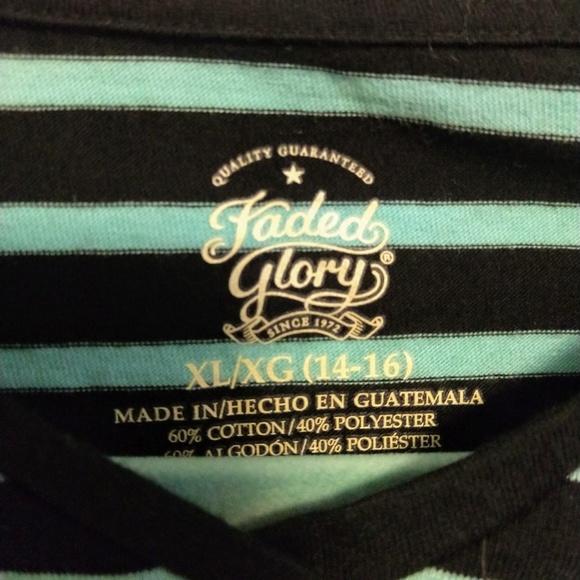 QUALITY GUARANTEED
Faded
Glory®
SINCE 1972
XL/XG (14-16)
MADE IN/HECHO EN GUATEMALA
60% COTTON/40% POLYESTER
60% ALGODÓN/40% POLIÉSTER